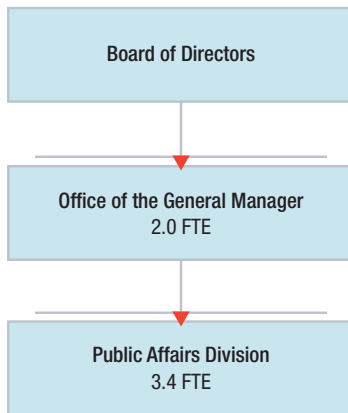 Board of Directors
Office of the General Manager
2.0 FTE
Public Affairs Division
3.4 FTE